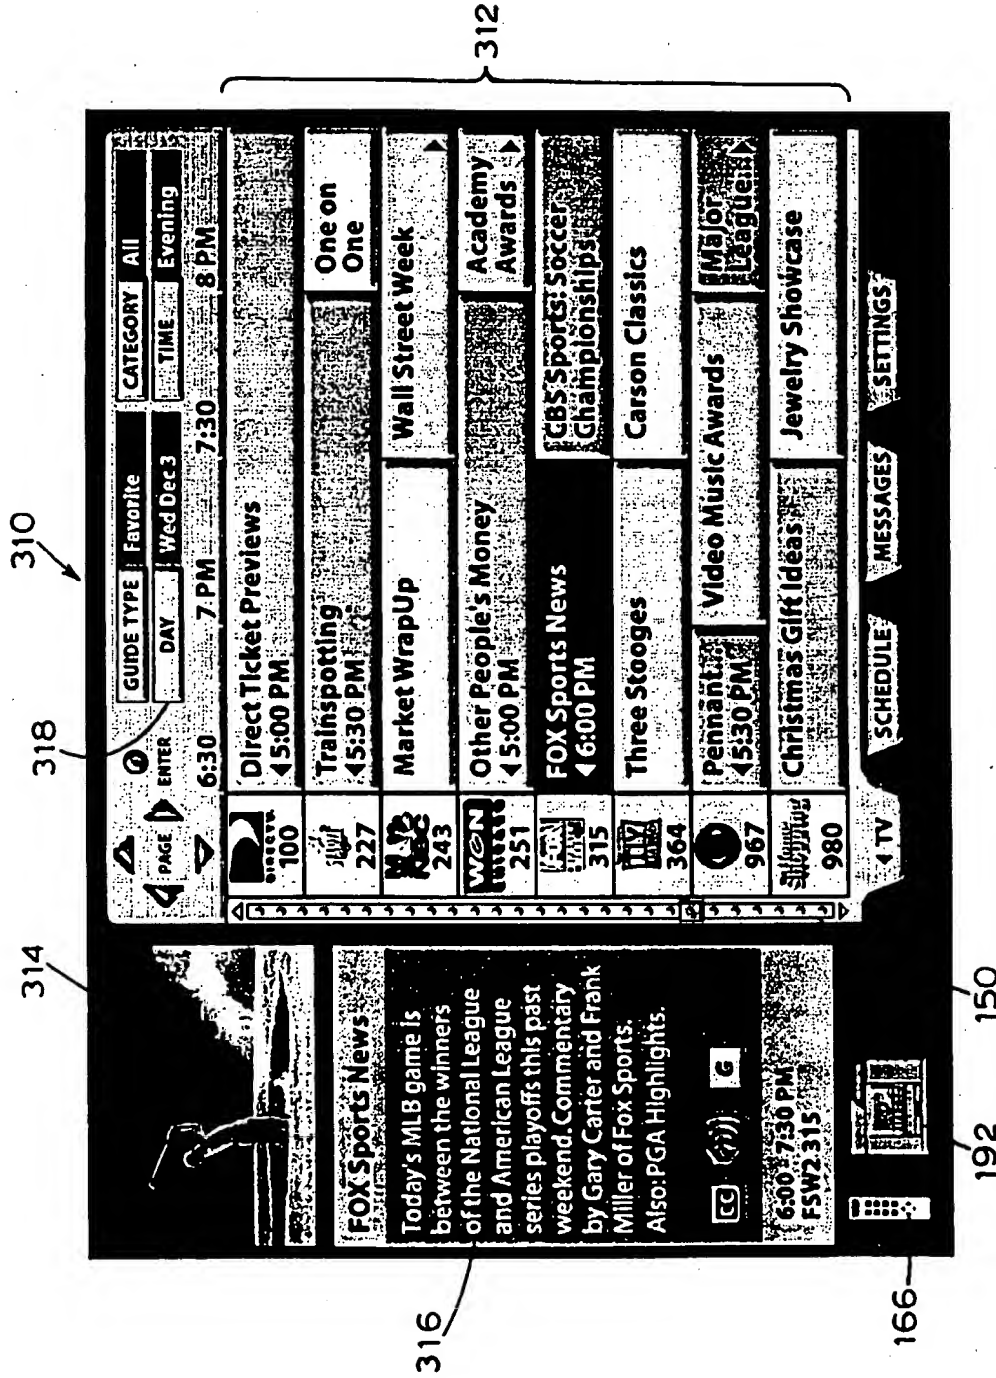 310
314
318
312
316
PAGE
ENTER
GUIDE TYPE Favorite CATEGORY All
DAY Wed Dec3 TIME Evening
6:30 7 PM 7:30 8 PM
100
Direct Ticket Previews
5:00 PM
227
Trainspotting
5:30 PM
One on
One
243
Market WrapUp
Wall Street Week
WGN
251
Other People's Money
5:00 PM
Academy
Awards
315
FOX Sports News
6:00 PM
CBS Sports: Soccer
Championships
364
Three Stooges
Carson Classics
967
Pennant...
5:30 PM
Video Music Awards
Major
League
980
Christmas Gift Ideas
Jewelry Showcase
TV SCHEDULE MESSAGES SETTINGS
FOX Sports News
Today's MLB game is
between the winners
of the National League
and American League
series playoffs this past
weekend. Commentary
by Gary Carter and Frank
Miller of Fox Sports.
Also: PGA Highlights.
CC G
6:00 - 7:30 PM
FSW2 315
166
192
150